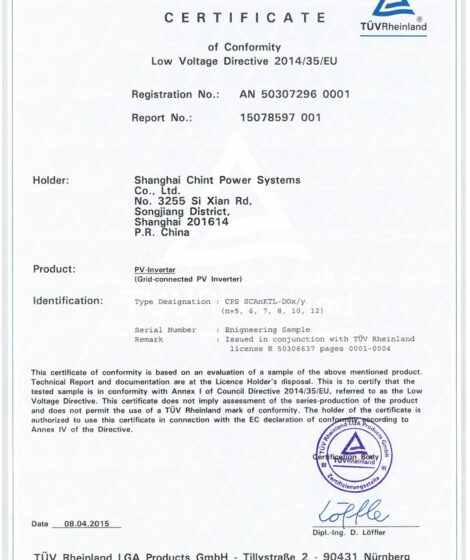 CERTIFICATE
TÜVRheinland®
of Conformity
Low Voltage Directive 2014/35/EU
Registration No.: AN 50307296 0001
Report No.: 15078597 001
Holder: Shanghai Chint Power Systems
Co., Ltd.
No. 3255 Si Xian Rd,
Songjiang District,
Shanghai 201614
P.R. China
Product: PV-Inverter
(Grid-connected PV Inverter)
Identification: Type Designation : CPS SCAnKTL-DOx/y
(n=5, 6, 7, 8, 10, 12)
Serial Number : Enigneering Sample
Remark : Issued in conjunction with TÜV Rheinland
license R 50306637 pages 0001-0004
This certificate of conformity is based on an evaluation of a sample of the above mentioned product.
Technical Report and documentation are at the Licence Holder's disposal. This is to certify that the
tested sample is in conformity with Annex I of Council Directive 2014/35/EU, referred to as the Low
Voltage Directive. This certificate does not imply assessment of the series-production of the product
and does not permit the use of a TÜV Rheinland mark of conformity. The holder of the certificate is
authorized to use this certificate in connection with the EC declaration of conformity according to
Annex IV of the Directive.
TÜV Rheinland LGA Products GmbH
Certification Body
TÜVRheinland
Zertifizierungsstelle
Löffle
Date 08.04.2015
Dipl.-Ing. D. Löffler
TÜV Rheinland LGA Products GmbH - Tillystraße 2 - 90431 Nürnberg